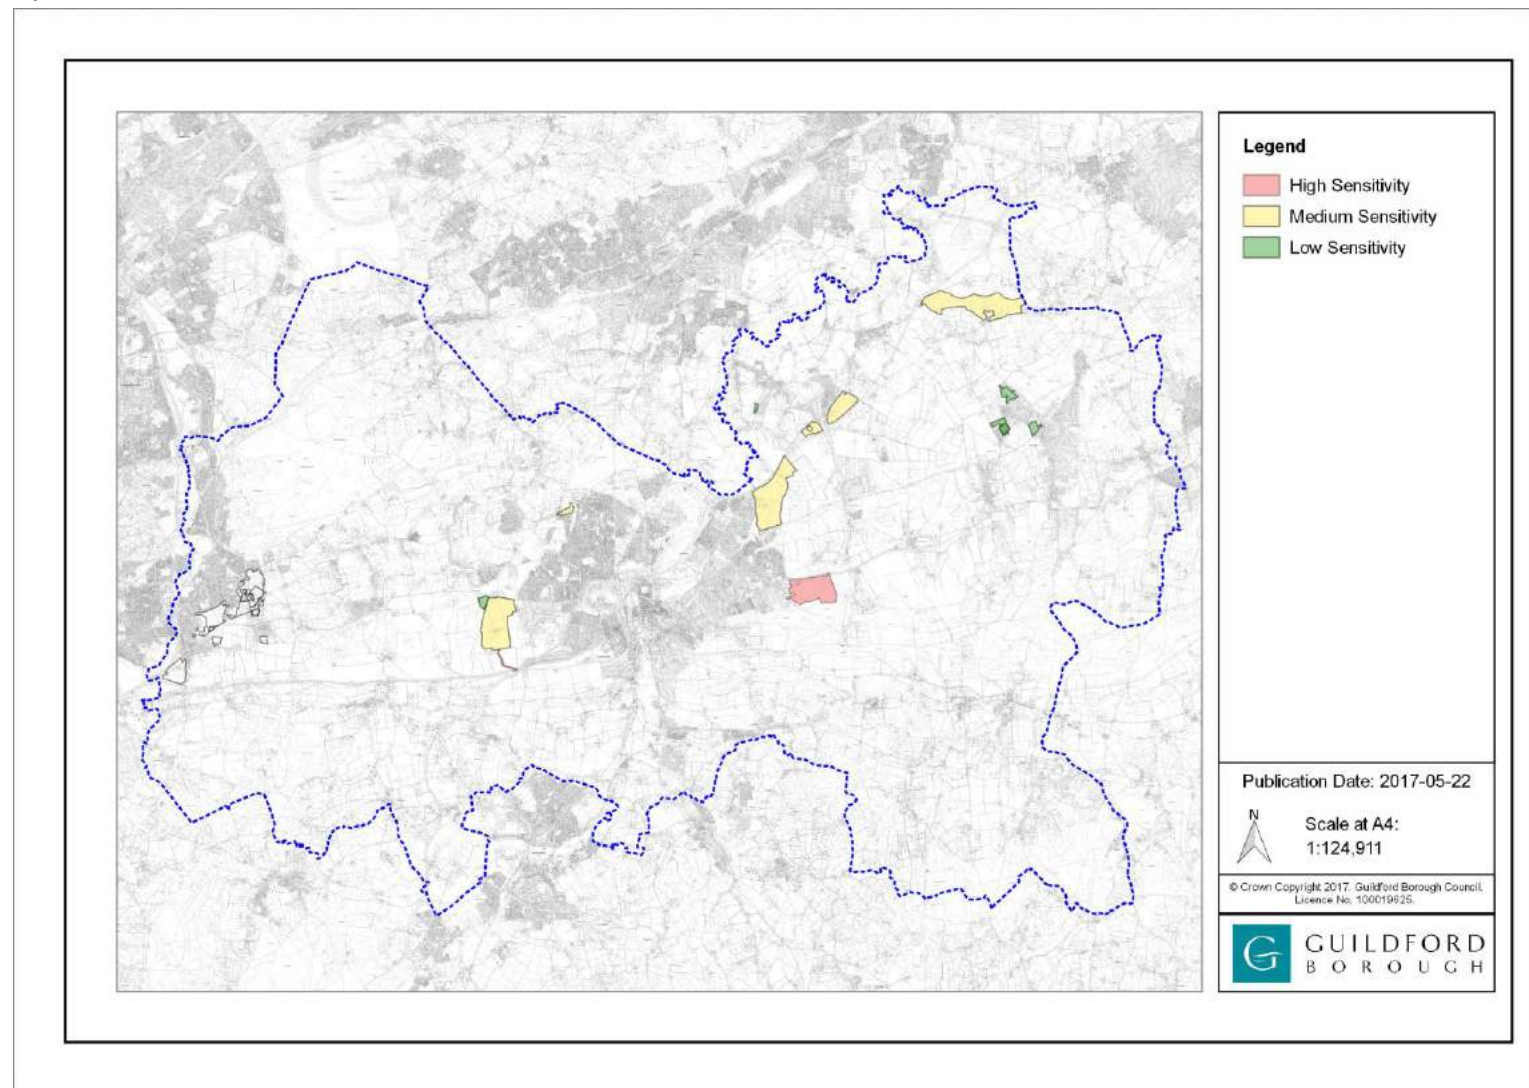 Legend
High Sensitivity
Medium Sensitivity
Low Sensitivity
Publication Date: 2017-05-22
N
Scale at A4:
1:124,911
© Crown Copyright 2017. Guildford Borough Council.
Licence No. 100019625.
G
GUILDFORD
BOROUGH